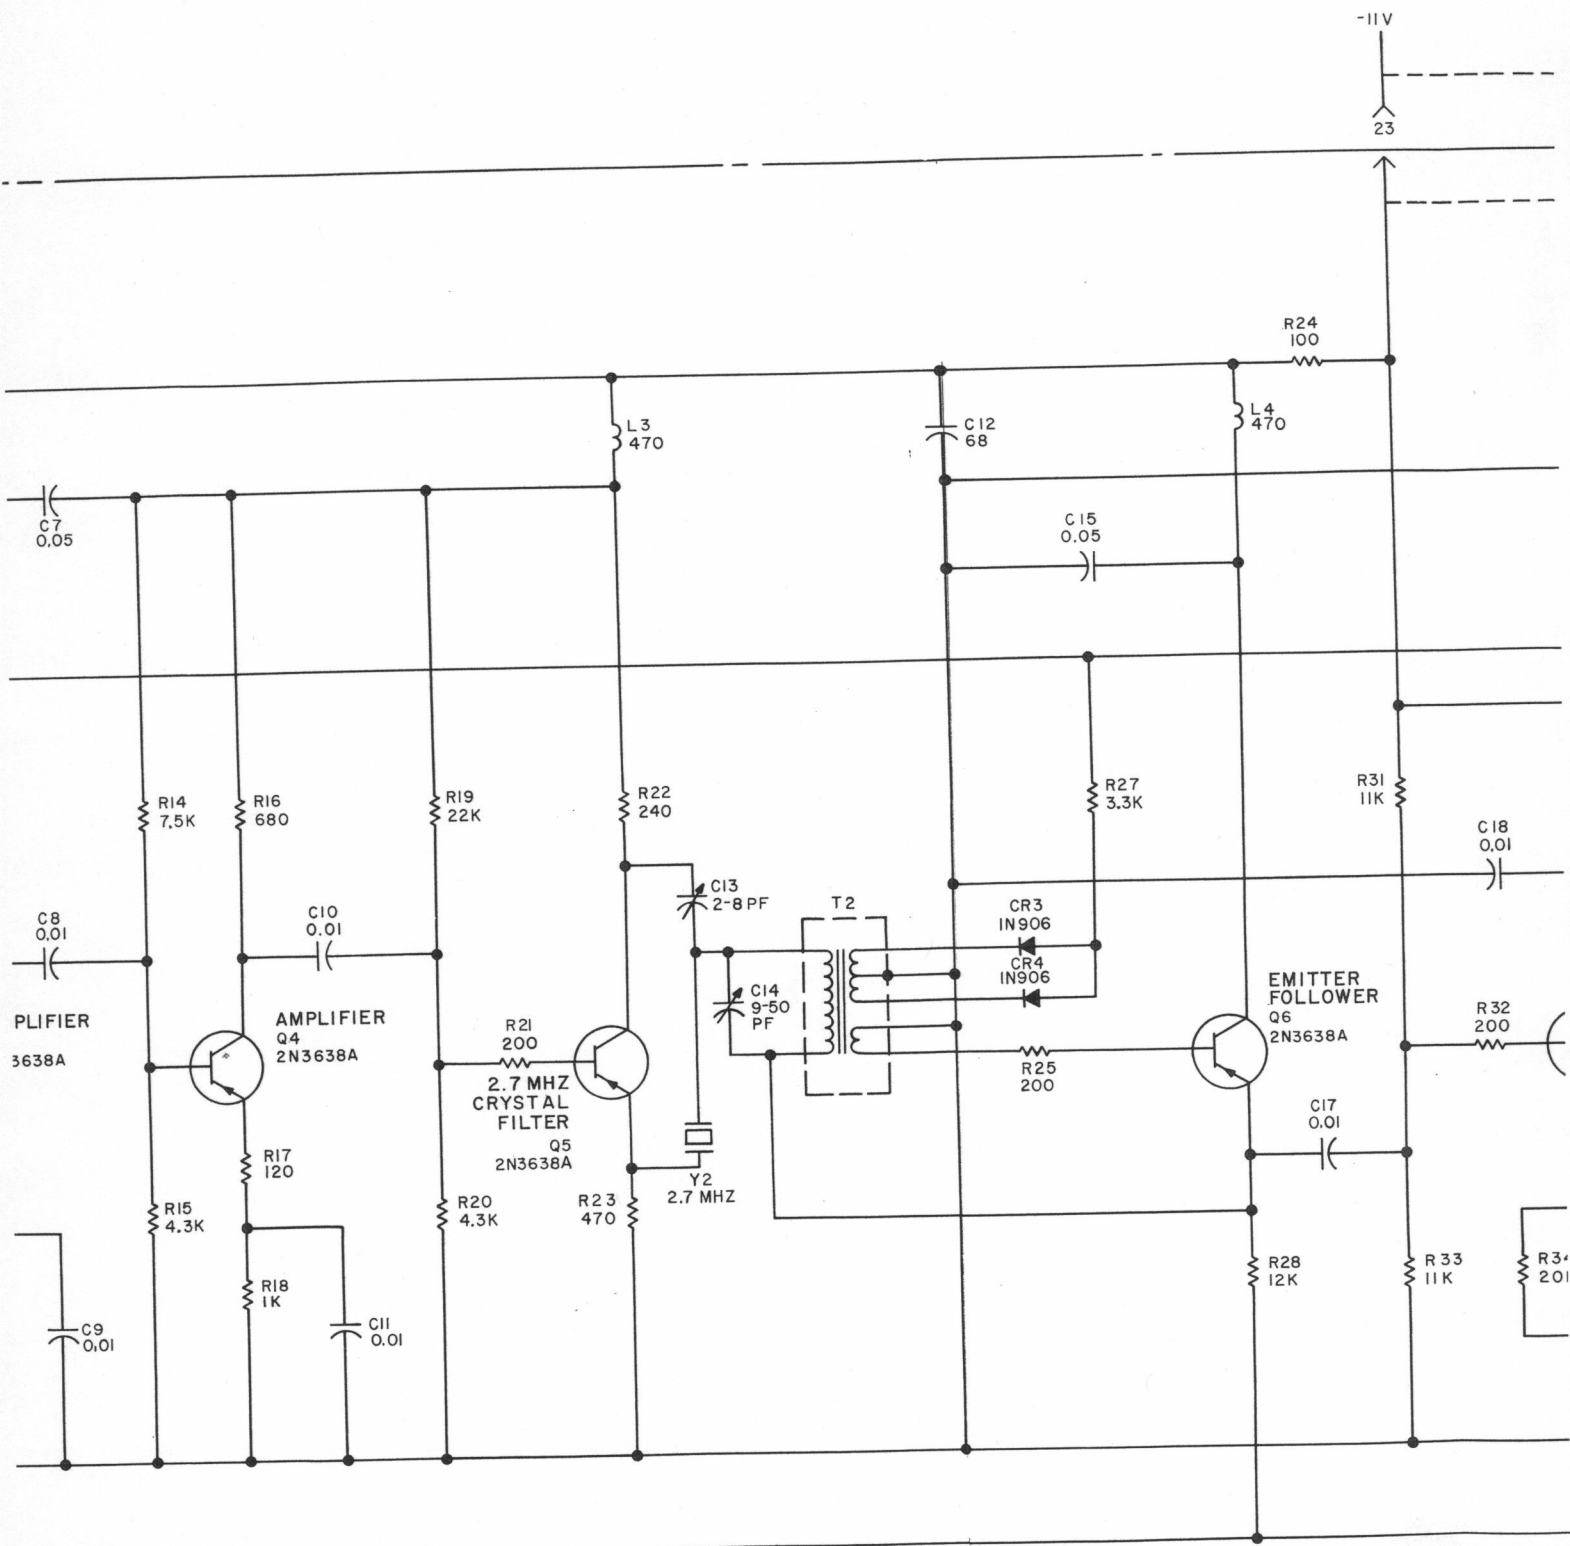 -11V
23
R24
100
L3
470
C12
68
L4
470
C7
0.05
C15
0.05
R14
7.5K
R16
680
R19
22K
R22
240
R27
3.3K
R31
11K
C18
0.01
C13
2-8 PF
C8
0.01
C10
0.01
T2
CR3
1N906
CR4
1N906
C14
9-50
PF
PLIFIER
3638A
AMPLIFIER
Q4
2N3638A
R21
200
2.7 MHZ
CRYSTAL
FILTER
Q5
2N3638A
EMITTER
FOLLOWER
Q6
2N3638A
R32
200
R25
200
C17
0.01
R17
120
Y2
2.7 MHZ
R15
4.3K
R20
4.3K
R23
470
R18
1K
C11
0.01
C9
0.01
R28
12K
R33
11K